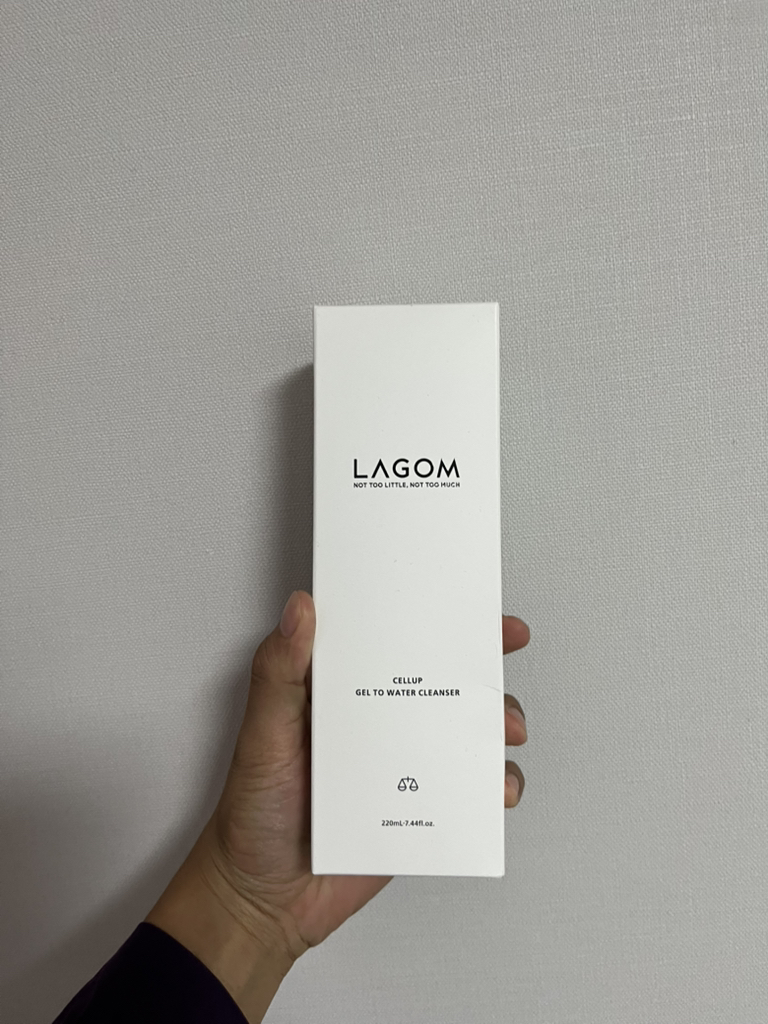 LAGOM
NOT TOO LITTLE, NOT TOO MUCH
CELLUP
GEL TO WATER CLEANSER
220mL·7.44fl.oz.